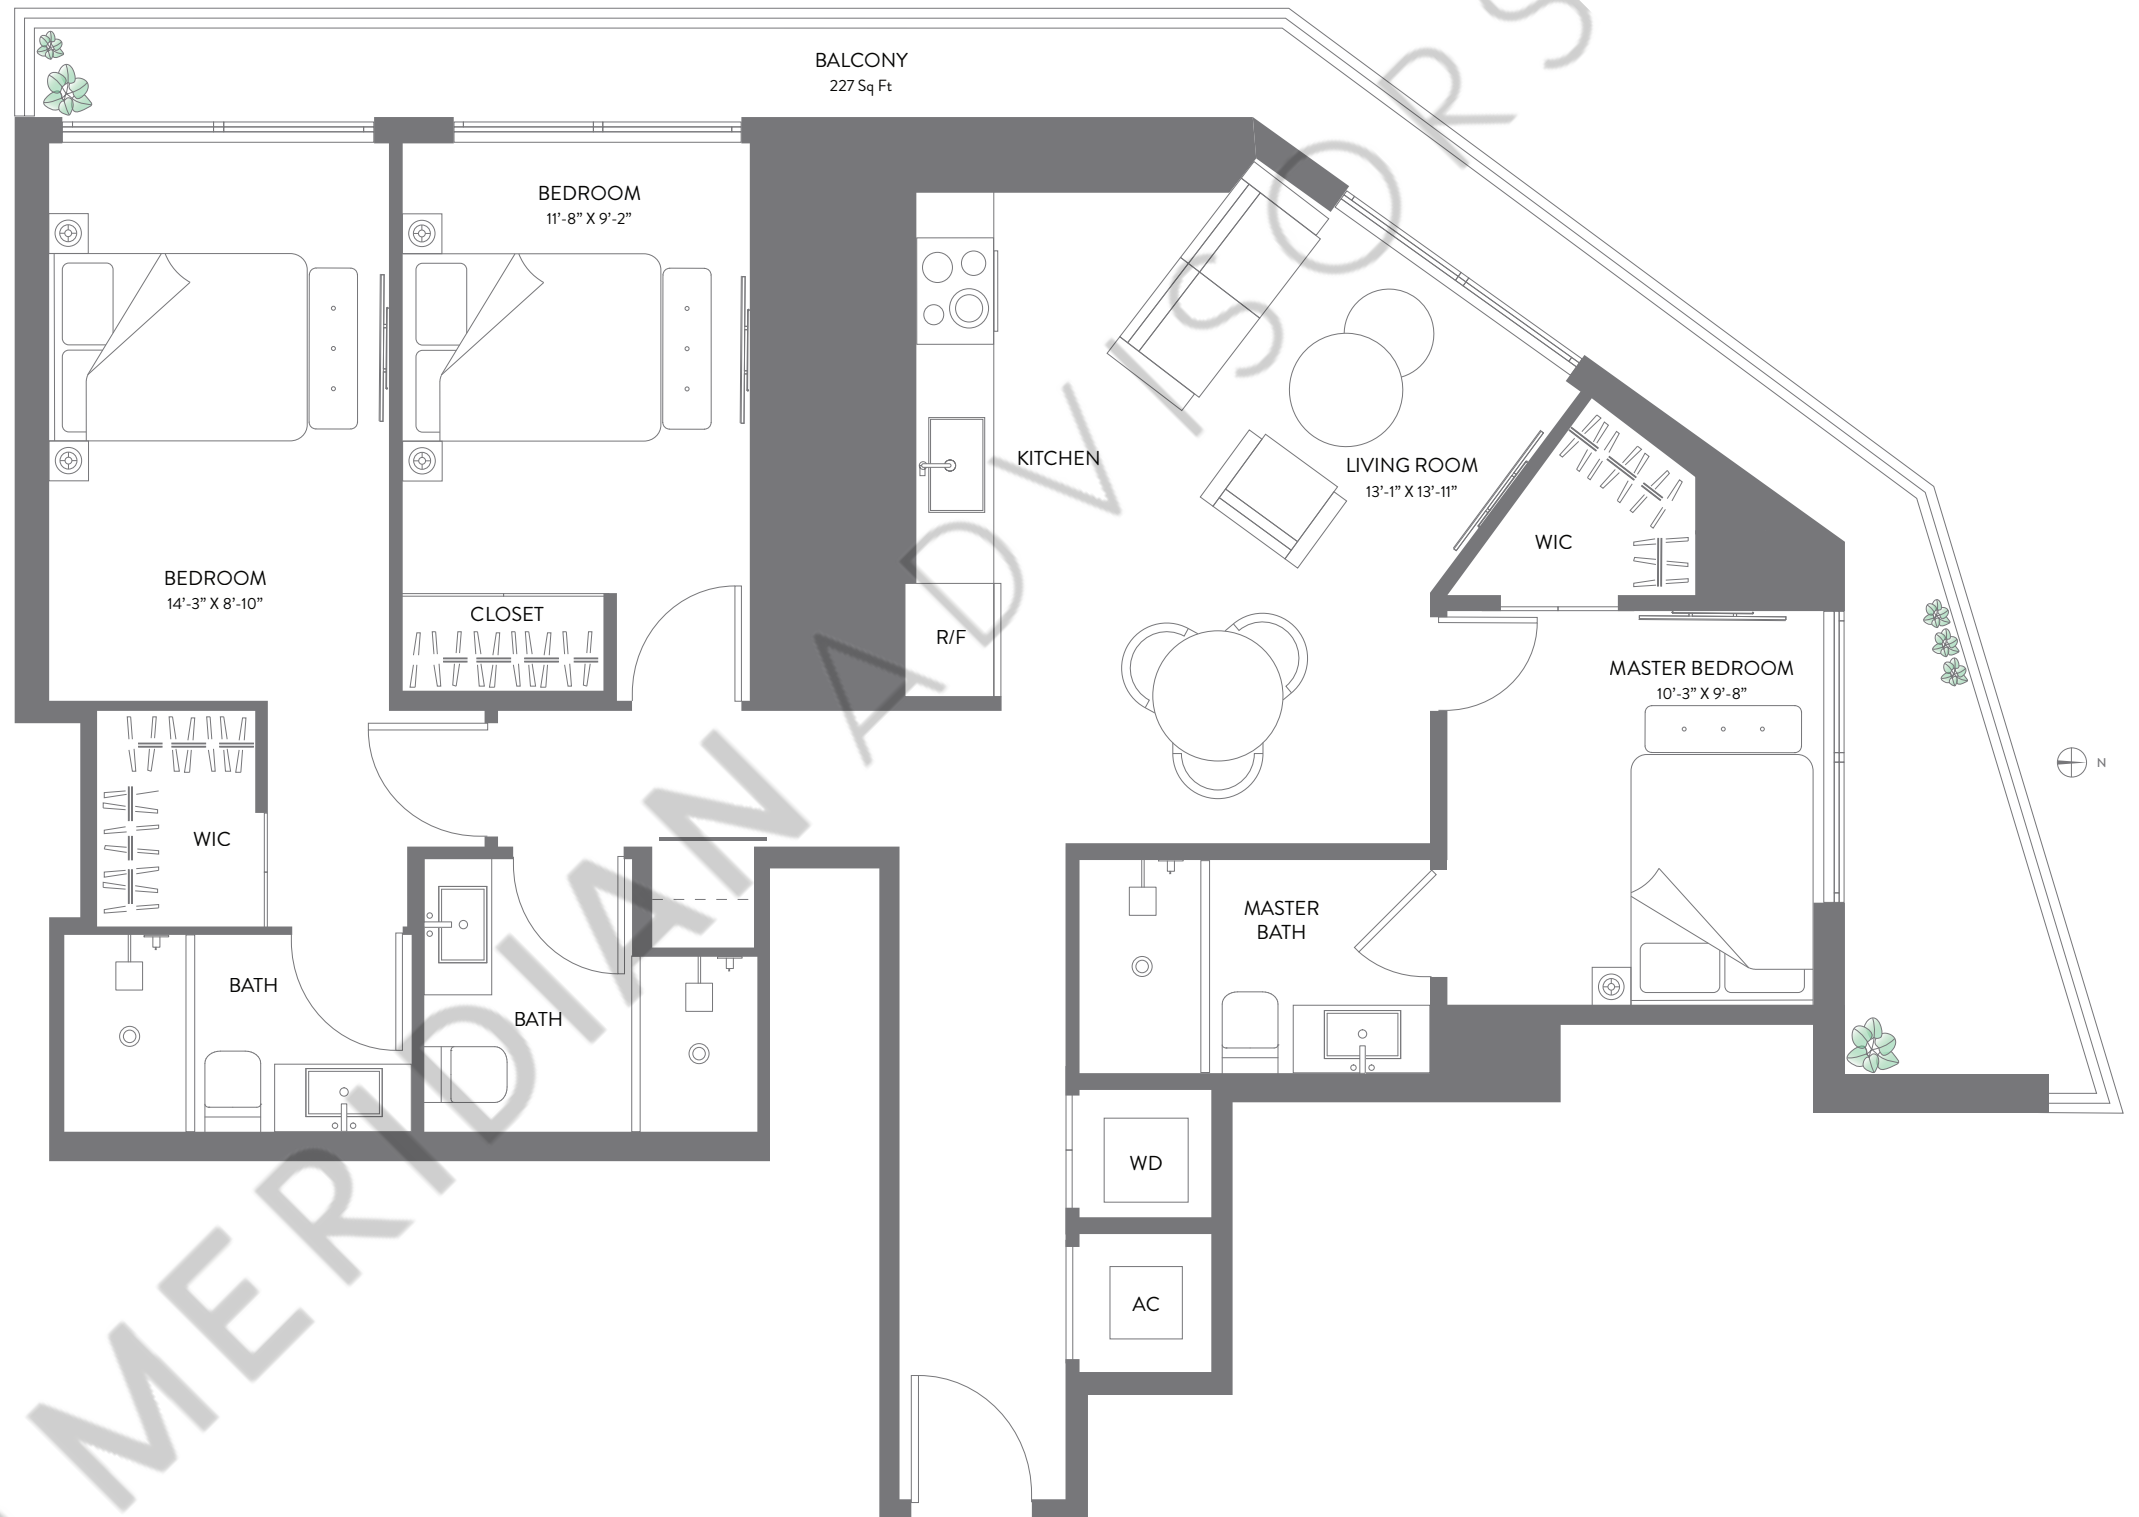 BALCONY
227 Sq Ft
BEDROOM
11'-8” X 9'-2”
KITCHEN
LIVING ROOM
13'-1” X 13'-11”
WIC
BEDROOM
14'-3” X 8'-10”
CLOSET
R/F
MASTER BEDROOM
10'-3” X 9'-8”
N
WIC
MASTER
BATH
BATH
BATH
WD
AC
MERIDIAN ADVISORS